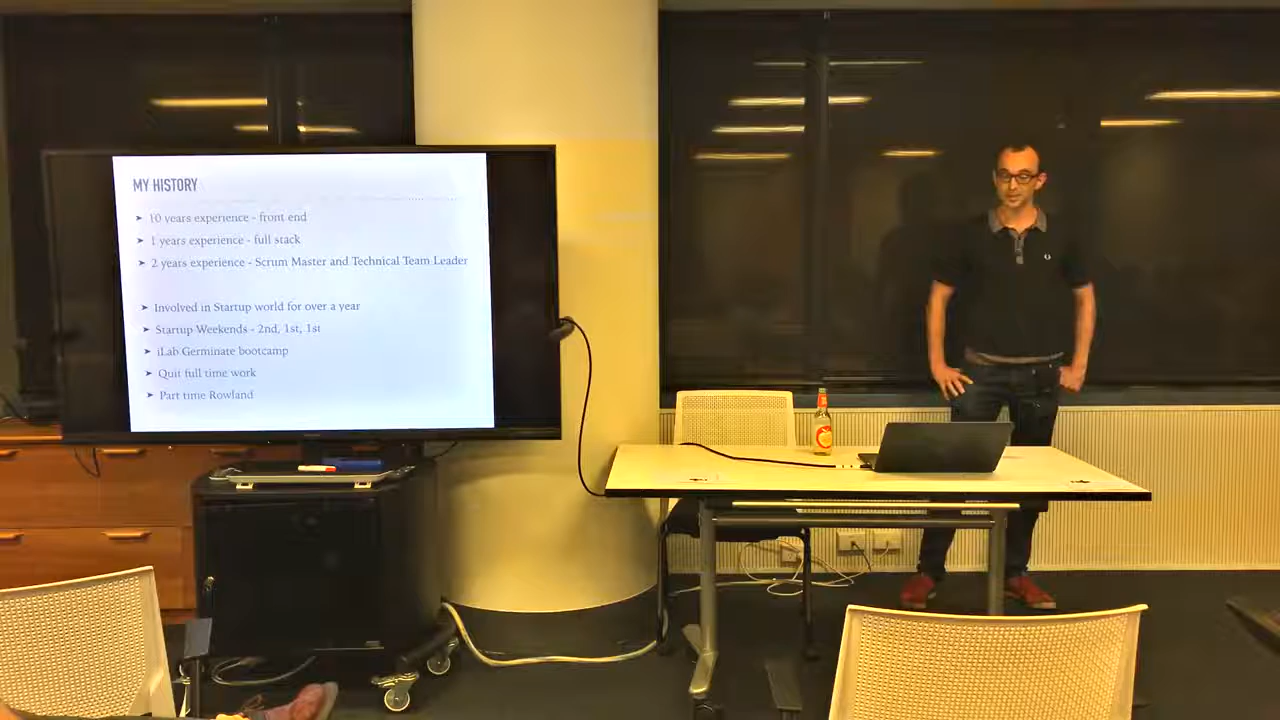 MY HISTORY
10 years experience - front end
1 years experience - full stack
2 years experience - Scrum Master and Technical Team Leader
Involved in Startup world for over a year
Startup Weekends - 2nd, 1st, 1st
iLab Germinate bootcamp
Quit full time work
Part time Rowland